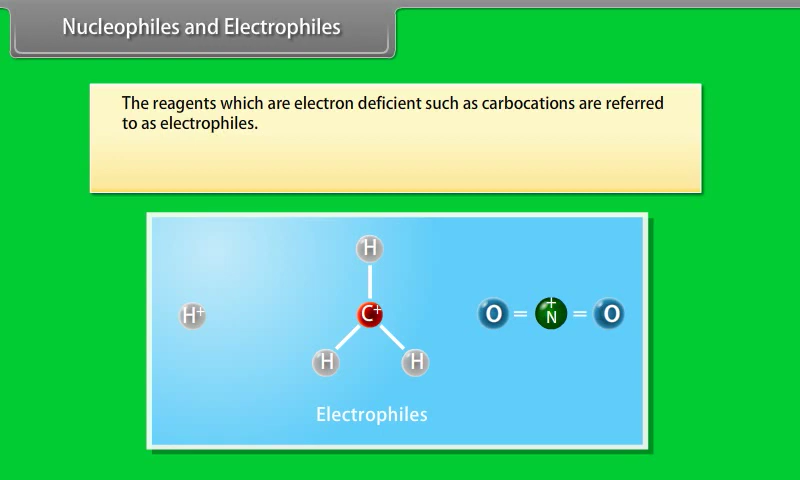 Nucleophiles and Electrophiles
The reagents which are electron deficient such as carbocations are referred
to as electrophiles.
H
H+ C+ O = N+ = O
H H
Electrophiles